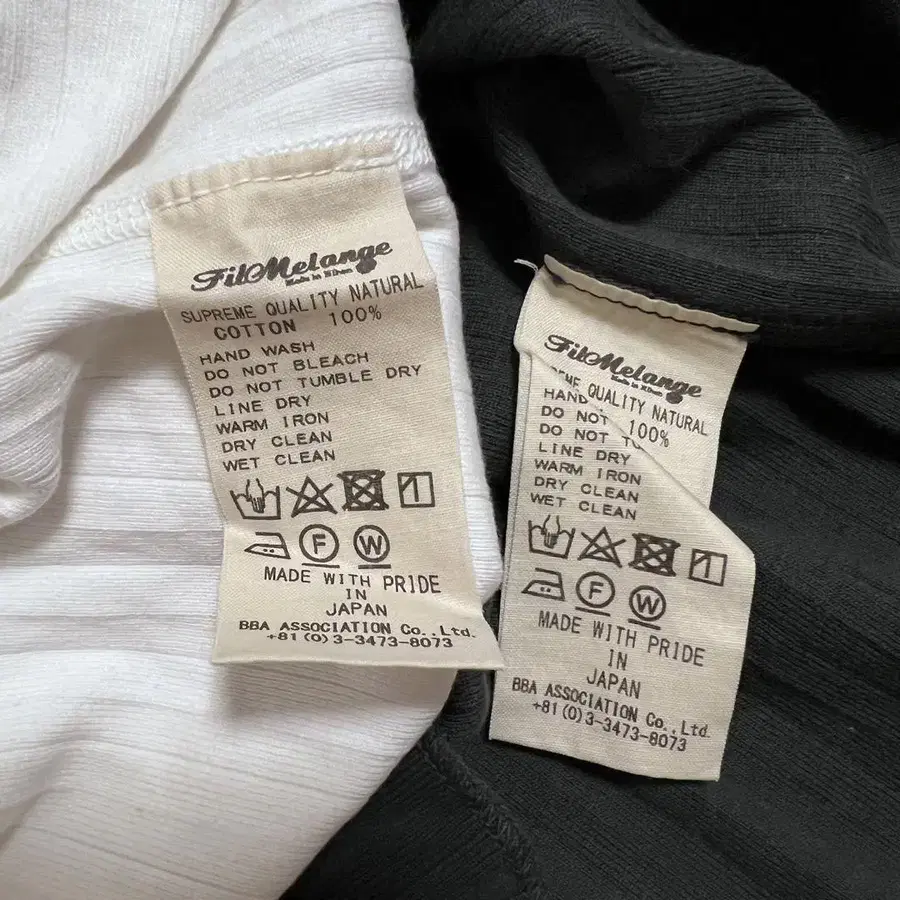 FilMelange
Made in Nihon
SUPREME QUALITY NATURAL
COTTON 100%
HAND WASH
DO NOT BLEACH
DO NOT TUMBLE DRY
LINE DRY
WARM IRON
DRY CLEAN
WET CLEAN
F W
MADE WITH PRIDE
IN
JAPAN
BBA ASSOCIATION Co.,Ltd.
+81(0)3-3473-8073
FilMelange
Made in Nihon
QUALITY NATURAL
100%
HAND
DO NOT
DO NOT
LINE DRY
WARM IRON
DRY CLEAN
WET CLEAN
F W
MADE WITH PRIDE
IN
JAPAN
BBA ASSOCIATION Co.,Ltd.
+81(0)3-3473-8073